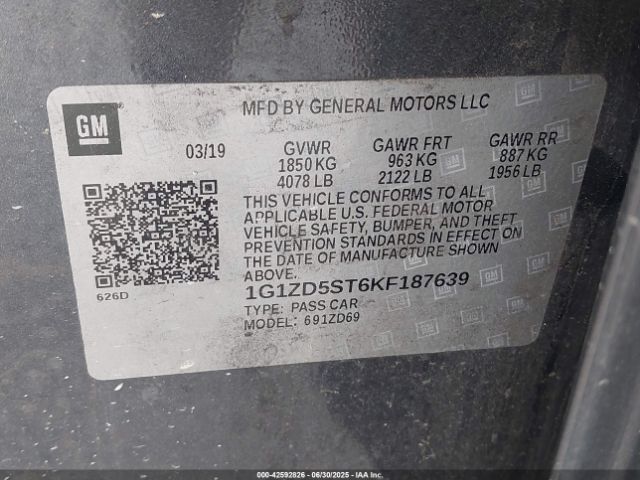 GM
MFD BY GENERAL MOTORS LLC
03/19
GVWR GAWR FRT GAWR RR
1850 KG 963 KG 887 KG
4078 LB 2122 LB 1956 LB
THIS VEHICLE CONFORMS TO ALL
APPLICABLE U.S. FEDERAL MOTOR
VEHICLE SAFETY, BUMPER, AND THEFT
PREVENTION STANDARDS IN EFFECT ON
THE DATE OF MANUFACTURE SHOWN
ABOVE.
626D
1G1ZD5ST6KF187639
TYPE: PASS CAR
MODEL: 691ZD69
000-42592826 - 06/30/2025 - IAA Inc.